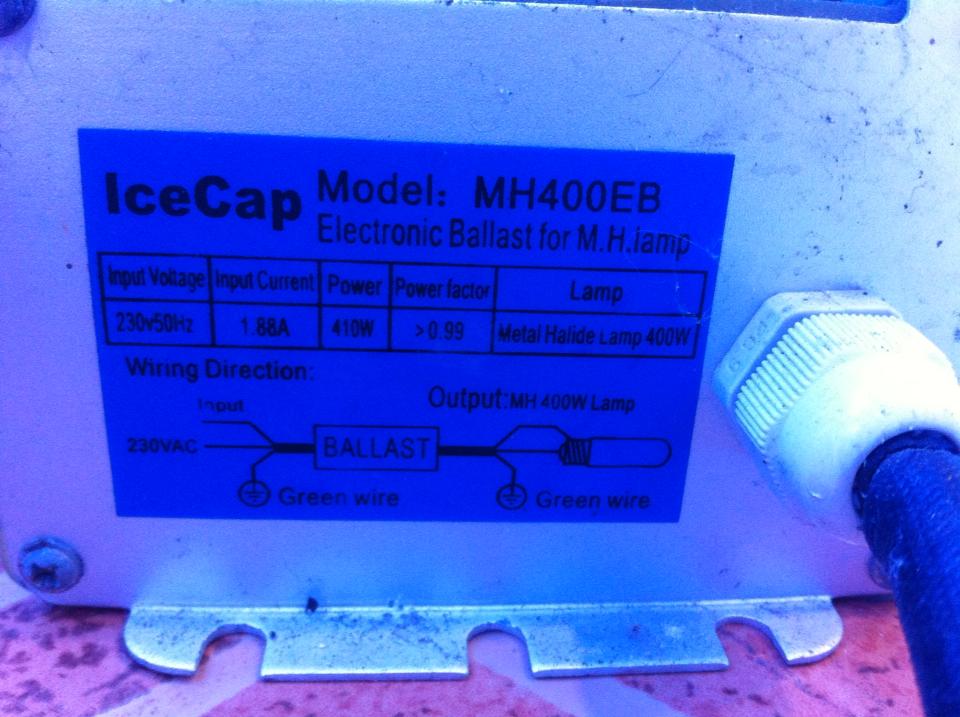 IceCap Model: MH400EB
Electronic Ballast for M.H.lamp
Input Voltage Input Current Power Power factor Lamp
230v50Hz 1.88A 410W >0.99 Metal Halide Lamp 400W
Wiring Direction:
Input Output:MH 400W Lamp
230VAC BALLAST
Green wire Green wire